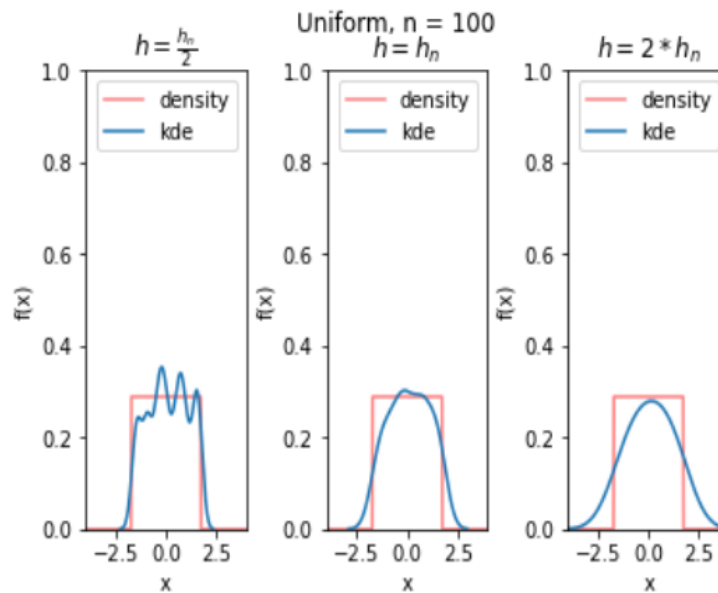 Uniform, n = 100
h = h_n/2
h = h_n
h = 2 * h_n
density
kde
density
kde
density
kde
1.0
0.8
0.6
0.4
0.2
0.0
f(x)
−2.5 0.0 2.5
x
1.0
0.8
0.6
0.4
0.2
0.0
f(x)
−2.5 0.0 2.5
x
1.0
0.8
0.6
0.4
0.2
0.0
f(x)
−2.5 0.0 2.5
x